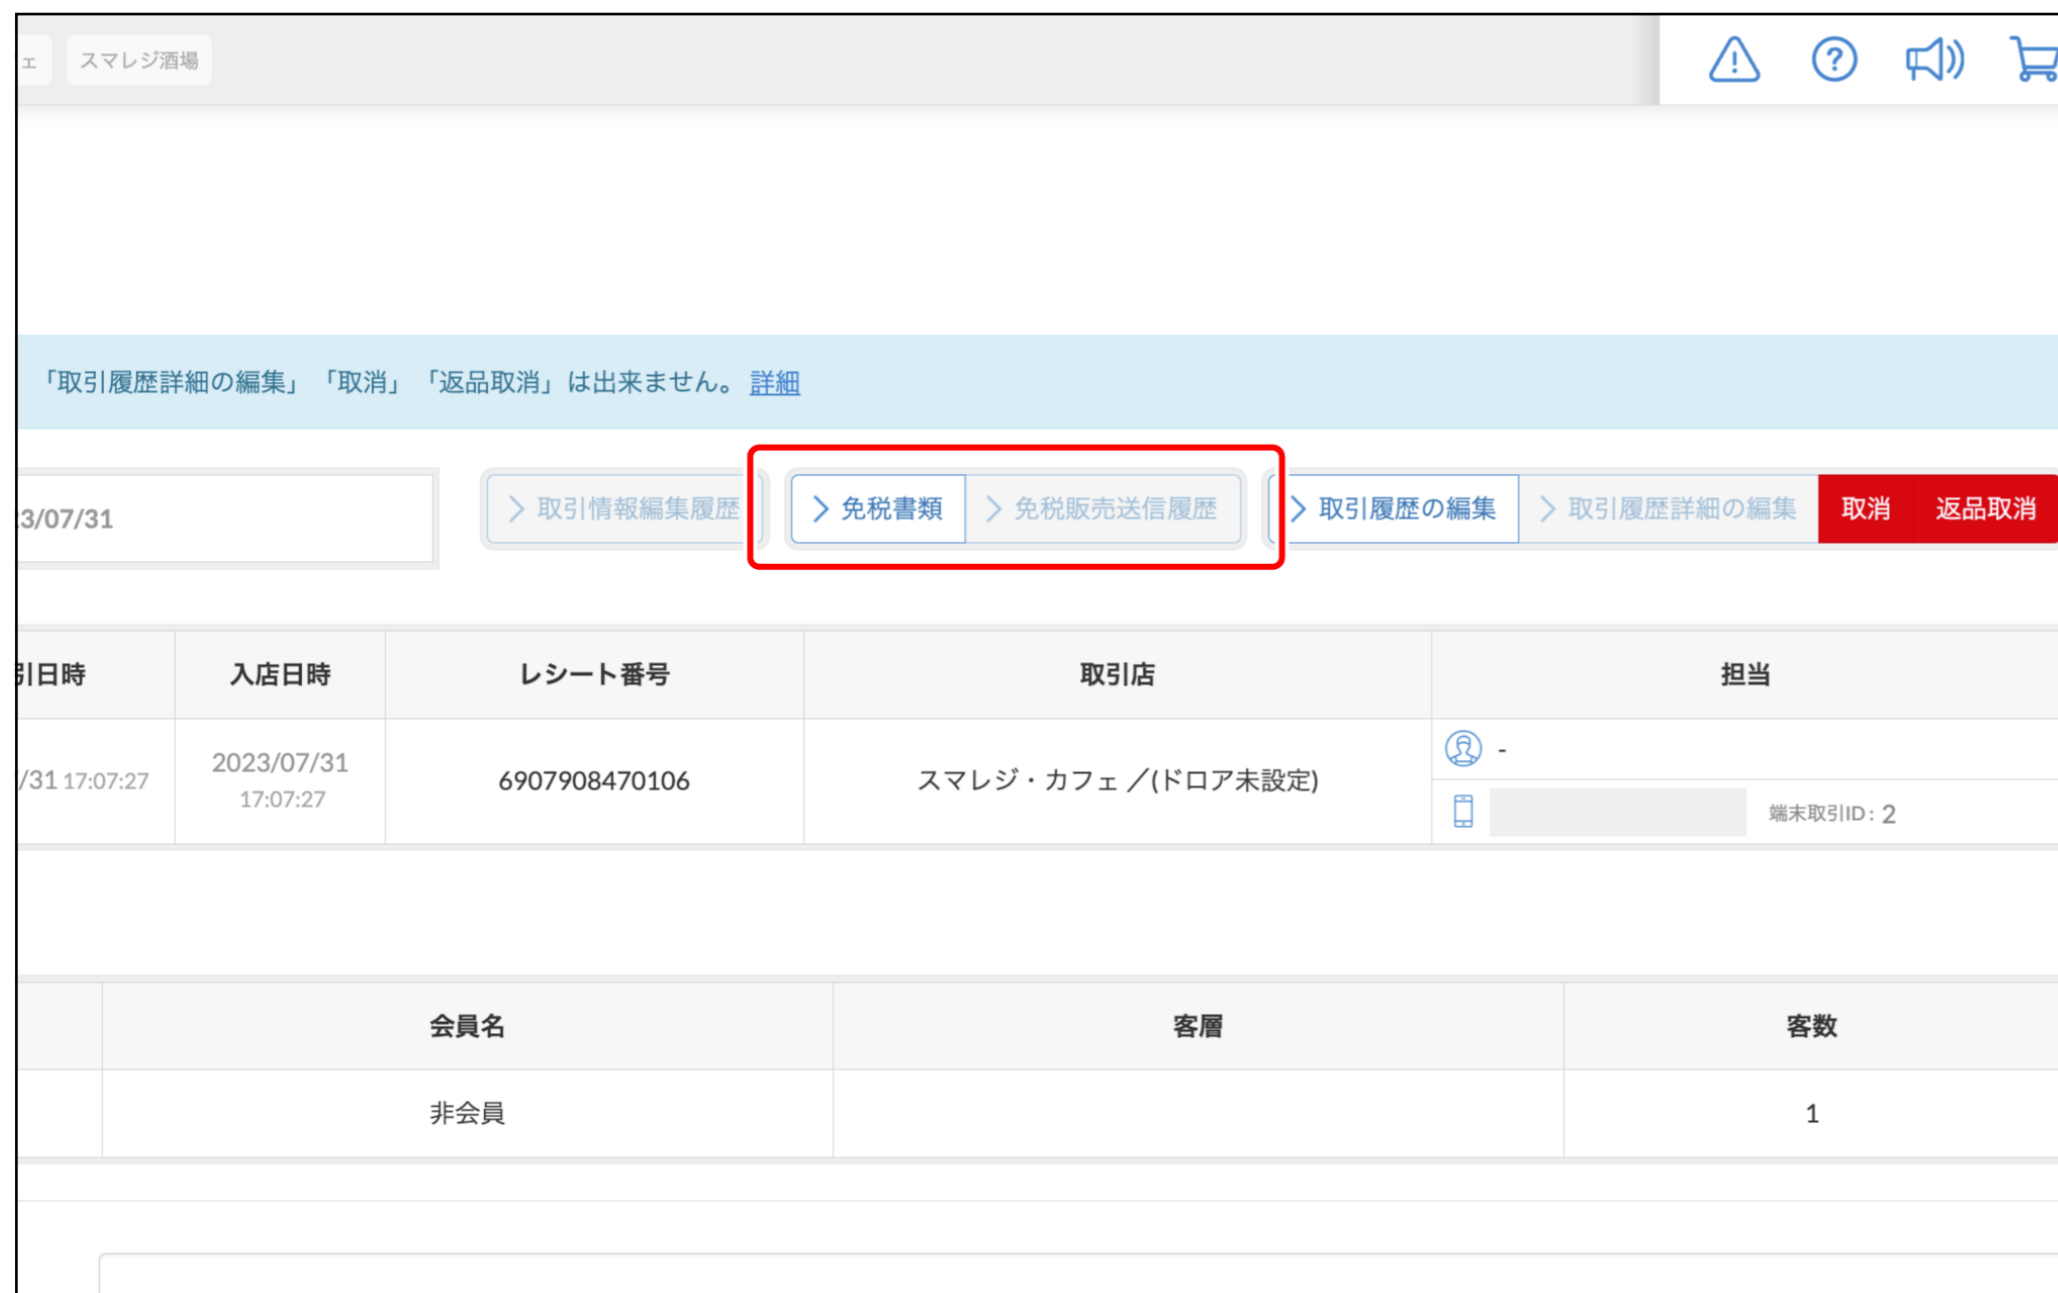 ェ スマレジ酒場
「取引履歴詳細の編集」「取消」「返品取消」は出来ません。 詳細
3/07/31 取引情報編集履歴 免税書類 免税販売送信履歴 取引履歴の編集 取引履歴詳細の編集 取消 返品取消
引日時 入店日時 レシート番号 取引店 担当
/31 17:07:27 2023/07/31 17:07:27 6907908470106 スマレジ・カフェ／(ドロア未設定) -
端末取引ID: 2
会員名 客層 客数
非会員 1